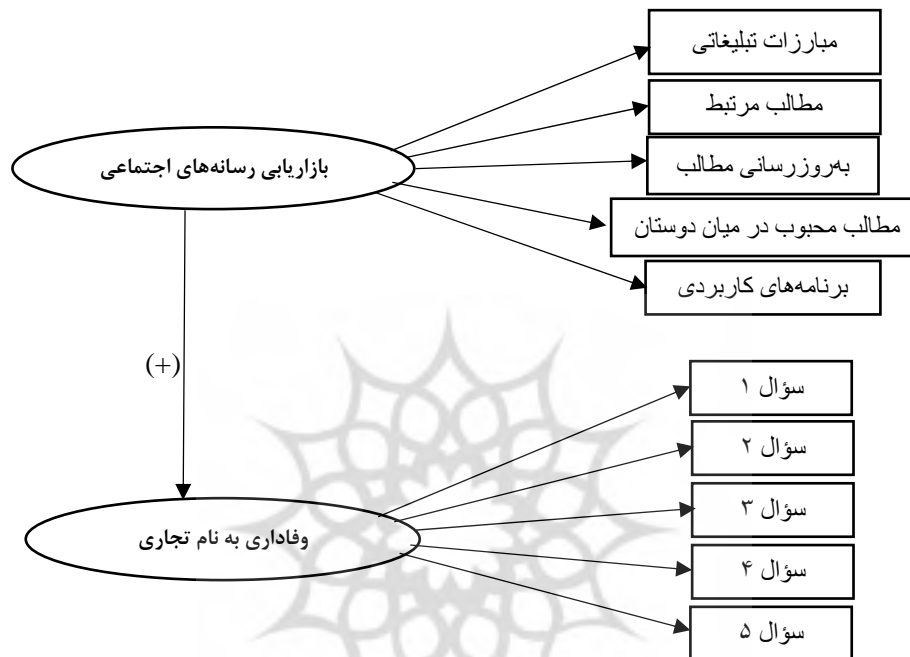 مبارزات تبلیغاتی
مطالب مرتبط
بازاریابی رسانه‌های اجتماعی
به‌روزرسانی مطالب
مطالب محبوب در میان دوستان
برنامه‌های کاربردی
(+)
سؤال ۱
سؤال ۲
سؤال ۳
وفاداری به نام تجاری
سؤال ۴
سؤال ۵